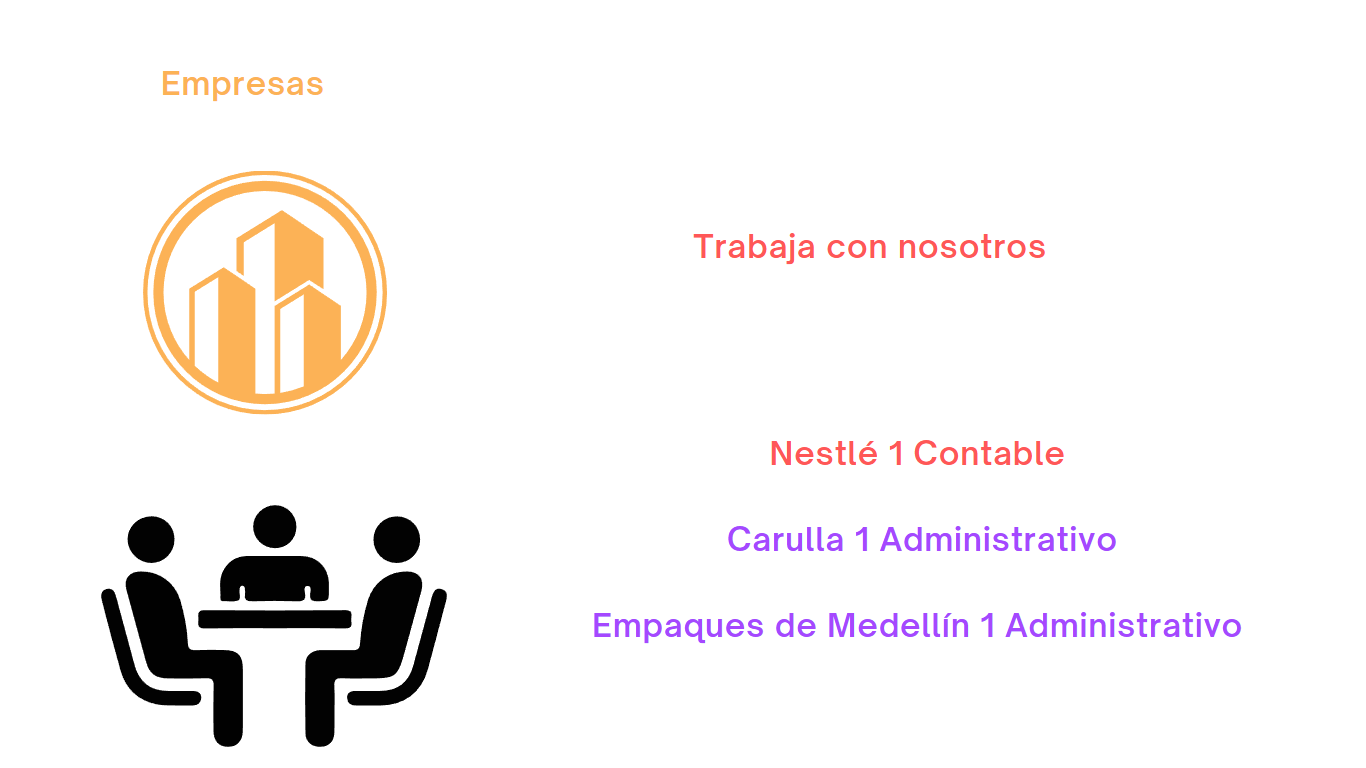 Empresas
Trabaja con nosotros
Nestlé 1 Contable
Carulla 1 Administrativo
Empaques de Medellín 1 Administrativo